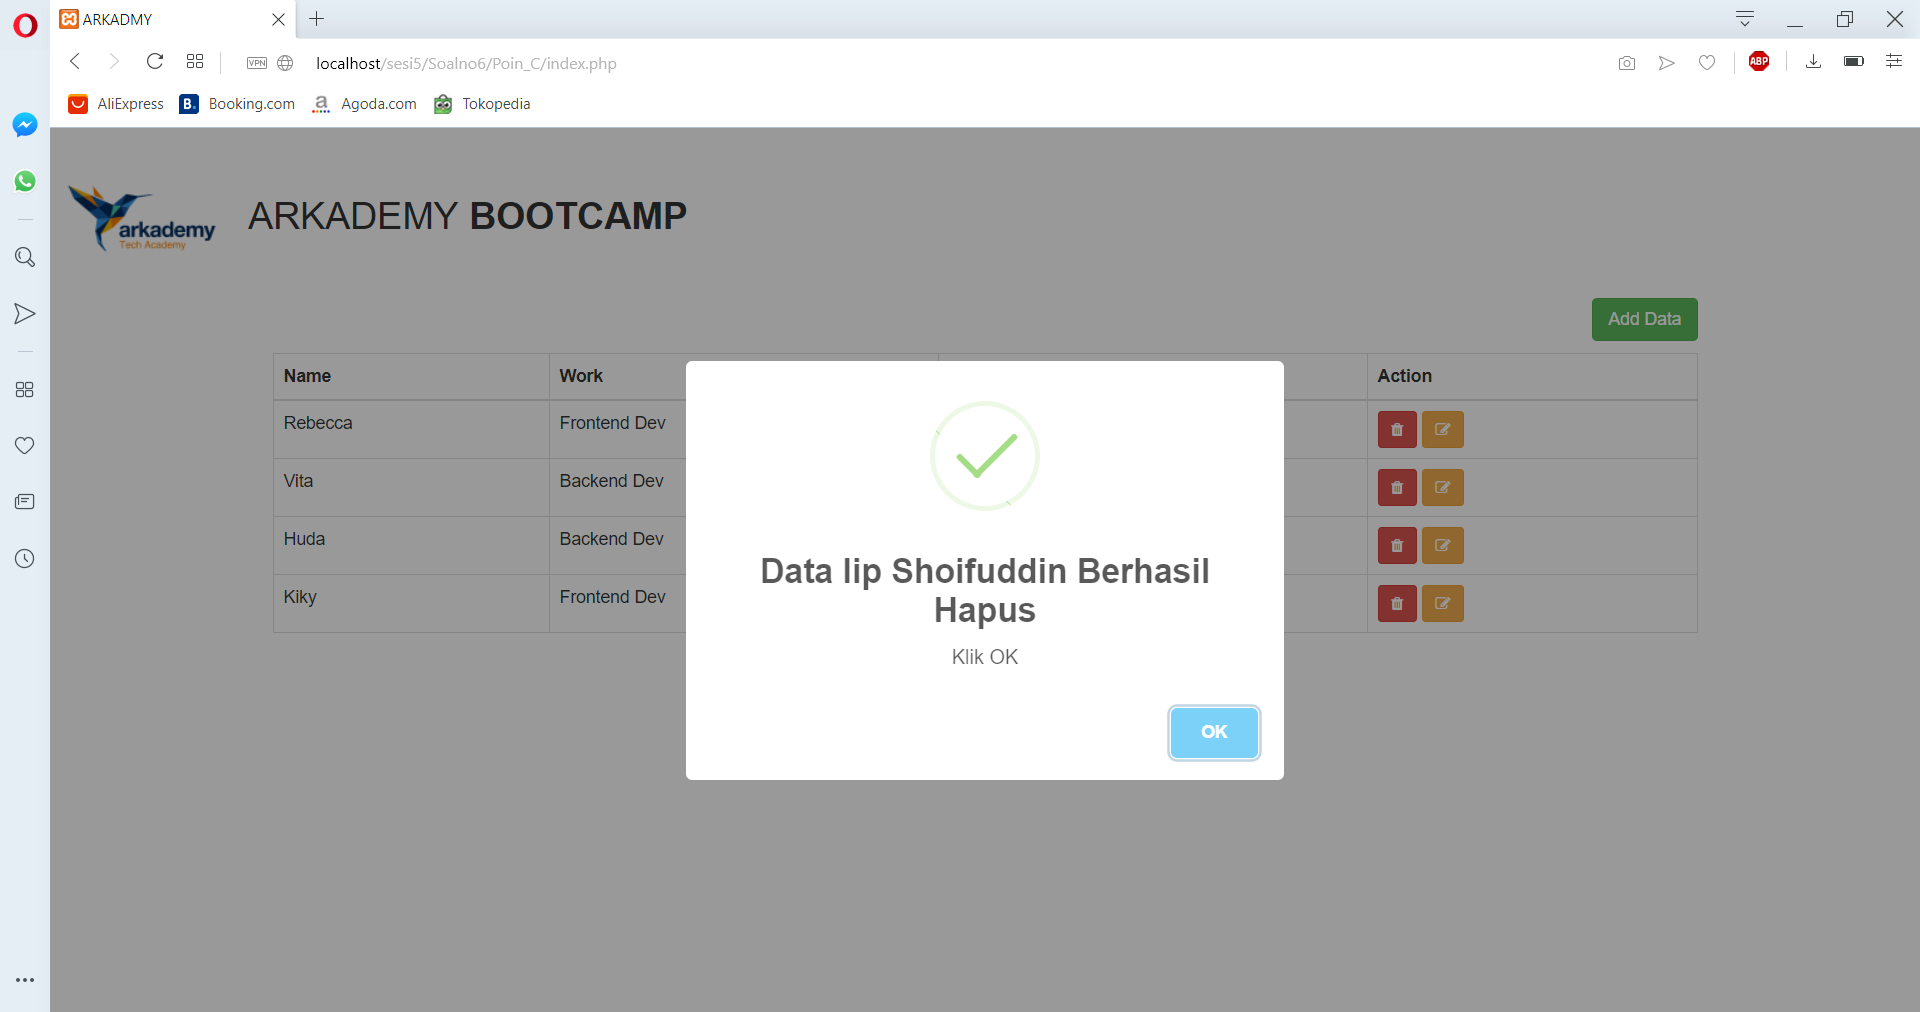 ARKADMY
VPN
localhost/sesi5/Soalno6/Poin_C/index.php
ABP
AliExpress
B. Booking.com
a Agoda.com
Tokopedia
arkademy
Tech Academy
ARKADEMY BOOTCAMP
Add Data
Name Work Action
Rebecca Frontend Dev
Vita Backend Dev
Huda Backend Dev
Kiky Frontend Dev
Data Iip Shoifuddin Berhasil
Hapus
Klik OK
OK